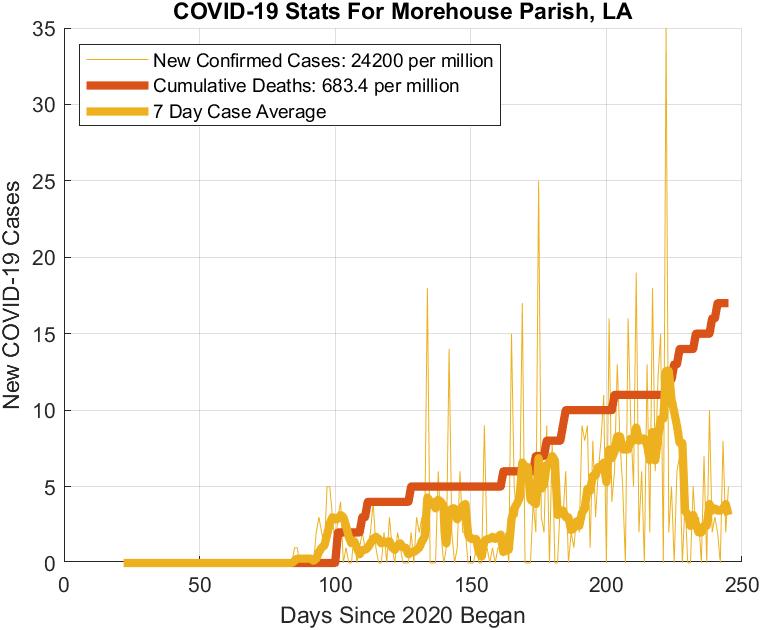 COVID-19 Stats For Morehouse Parish, LA
New Confirmed Cases: 24200 per million
Cumulative Deaths: 683.4 per million
7 Day Case Average
New COVID-19 Cases
35
30
25
20
15
10
5
0
0 50 100 150 200 250
Days Since 2020 Began